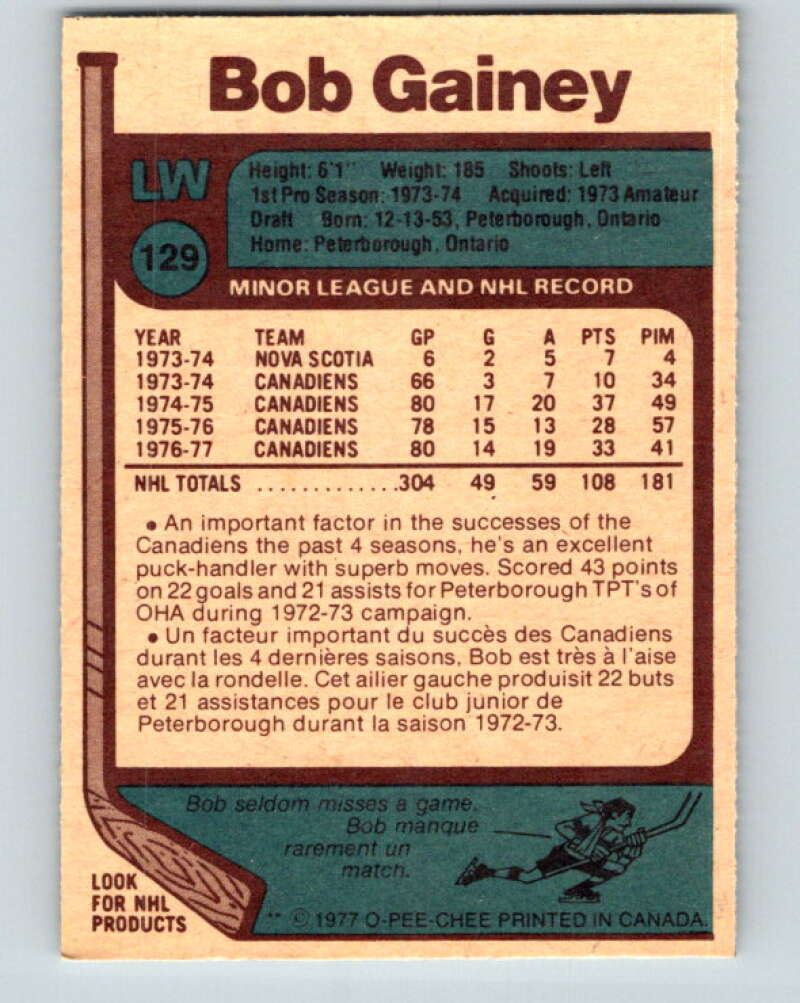 Bob Gainey
LW
129
Height: 6'1" Weight: 185 Shoots: Left
1st Pro Season: 1973-74 Acquired: 1973 Amateur
Draft Born: 12-13-53, Peterborough, Ontario
Home: Peterborough, Ontario
MINOR LEAGUE AND NHL RECORD
YEAR TEAM GP G A PTS PIM
1973-74 NOVA SCOTIA 6 2 5 7 4
1973-74 CANADIENS 66 3 7 10 34
1974-75 CANADIENS 80 17 20 37 49
1975-76 CANADIENS 78 15 13 28 57
1976-77 CANADIENS 80 14 19 33 41
NHL TOTALS .............304 49 59 108 181
• An important factor in the successes of the
Canadiens the past 4 seasons, he's an excellent
puck-handler with superb moves. Scored 43 points
on 22 goals and 21 assists for Peterborough TPT's of
OHA during 1972-73 campaign.
• Un facteur important du succès des Canadiens
durant les 4 dernières saisons, Bob est très à l'aise
avec la rondelle. Cet ailier gauche produisit 22 buts
et 21 assistances pour le club junior de
Peterborough durant la saison 1972-73.
Bob seldom misses a game.
Bob manque
rarement un
match.
LOOK
FOR NHL
PRODUCTS
** © 1977 O-PEE-CHEE PRINTED IN CANADA.